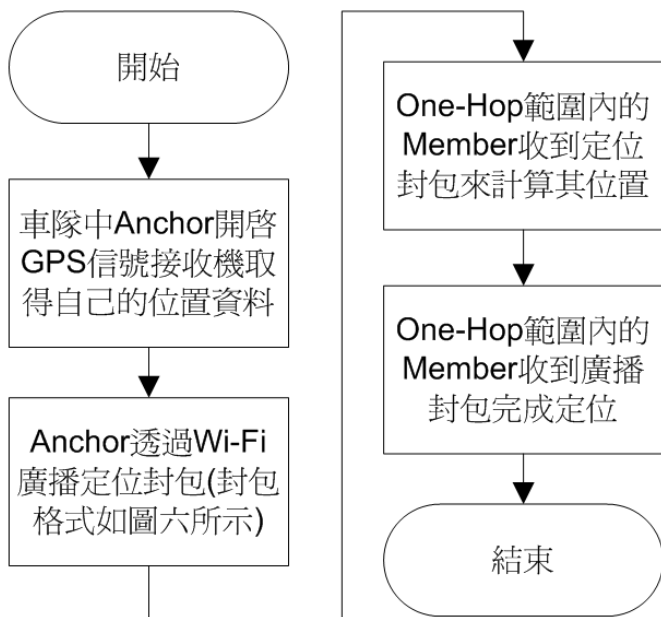 開始
車隊中Anchor開啓
GPS信號接收機取
得自己的位置資料
Anchor透過Wi-Fi
廣播定位封包(封包
格式如圖六所示)
One-Hop範圍內的
Member收到定位
封包來計算其位置
One-Hop範圍內的
Member收到廣播
封包完成定位
結束